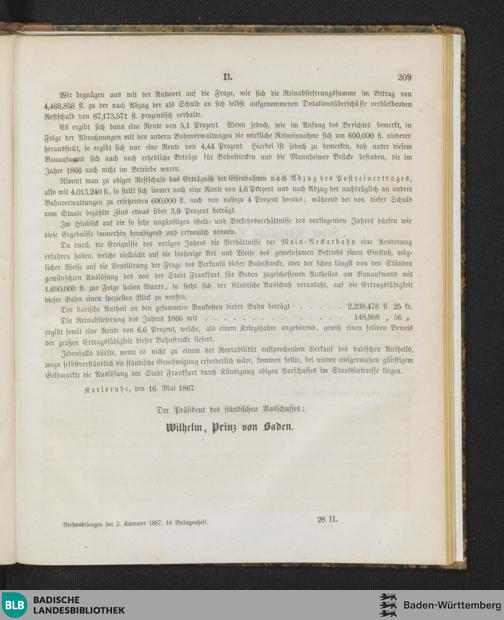 II.
209
Wir begnügen uns mit der Antwort auf die Frage, wie sich die Reinablieferungssumme im Betrag von
4,468,858 fl. zu der nach Abzug der als Schuld an sich selbst aufgenommenen Dotationsüberschüsse verbleibenden
Restschuld von 87,173,571 fl. prozentisch verhalte.
Es ergibt sich dann eine Rente von 5,1 Prozent. Wenn jedoch, wie im Anfang des Berichtes bemerkt, in
Folge der Abrechnungen mit den andern Bahnverwaltungen die wirkliche Reineinnahme sich um 600,000 fl. niederer
herausstellt, so ergibt sich nur eine Rente von 4,44 Prozent. Hierbei ist jedoch zu bemerken, daß unter diesem
Bauaufwand sich auch noch erhebliche Beträge für Bahnstrecken und die Mannheimer Brücke befinden, die im
Jahre 1866 noch nicht im Betriebe waren.
Nimmt man zu obiger Restschuld das Erträgniß der Eisenbahnen nach Abzug des Postreinertrages,
also mit 4,013,240 fl., so stellt sich immer noch eine Rente von 4,6 Prozent und nach Abzug der nachträglich an andere
Bahnverwaltungen zu ersetzenden 600,000 fl. noch von nahezu 4 Prozent heraus; während der von dieser Schuld
vom Staate bezahlte Zins etwas über 3,9 Prozent beträgt.
Im Hinblick auf die so sehr ungünstigen Geld- und Verkehrsverhältnisse des vorliegenden Jahres dürfen wir
diese Ergebnisse immerhin beruhigend und erfreulich nennen.
Da durch die Ereignisse des vorigen Jahres die Verhältnisse der Main-Neckarbahn eine Aenderung
erfahren haben, welche vielleicht auf die bisherige Art und Weise des gemeinsamen Betriebs einen Einfluß, mög-
licher Weise auf die Ventilirung der Frage des Verkaufs dieser Bahnstrecke, oder der schon längst von den Ständen
gewünschten Auslösung des von der Stadt Frankfurt für Baden zugeschossenen Antheiles am Bauaufwand mit
1,650,000 fl. zur Folge haben könnte, so sieht sich der ständische Ausschuß veranlaßt, auf die Ertragsfähigkeit
dieser Bahn einen speziellen Blick zu werfen.
Der badische Antheil an den gesammten Baukosten dieser Bahn beträgt . . . . . . 2,238,476 fl. 25 kr.
Die Reinablieferung des Jahres 1866 mit . . . . . . . . . . . . 148,988 „ 56 „
ergibt somit eine Rente von 6.6 Prozent, welche, als einem Kriegsjahre angehörend, gewiß einen soliden Beweis
der großen Ertragsfähigkeit dieser Bahnstrecke liefert.
Jedenfalls dürfte, wenn es nicht zu einem der Rentabilität entsprechenden Verkauf des badischen Antheils,
wozu selbstverständlich die ständische Genehmigung erforderlich wäre, kommen sollte, bei wieder einigermaßen günstigem
Geldmarkte die Auslösung der Stadt Frankfurt durch Kündigung obigen Vorschusses im Staatsinteresse liegen.
Karlsruhe, den 16. Mai 1867.
Der Präsident des ständischen Ausschusses:
Wilhelm, Prinz von Baden.
Verhandlungen der 2. Kammer 1867. 1s Beilagenheft.
28 II.
BLB
BADISCHE
LANDESBIBLIOTHEK
Baden-Württemberg